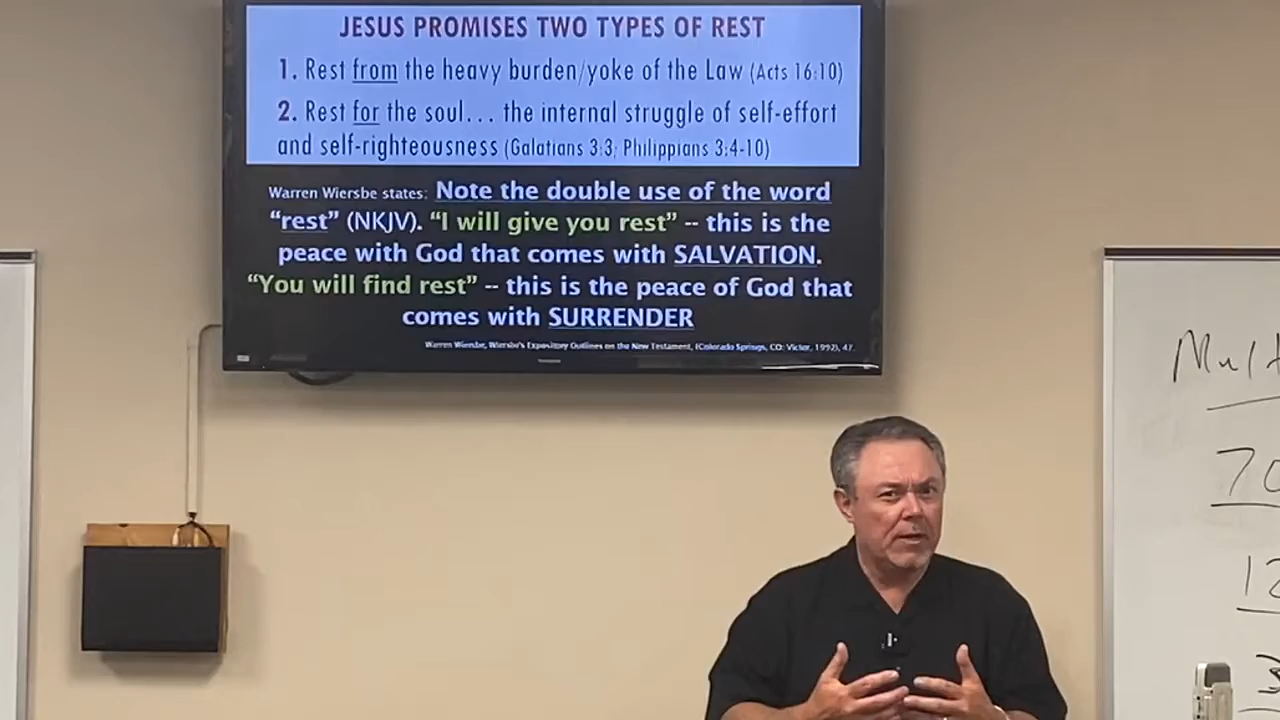 JESUS PROMISES TWO TYPES OF REST
1. Rest from the heavy burden/yoke of the Law (Acts 16:10)
2. Rest for the soul... the internal struggle of self-effort
and self-righteousness (Galatians 3:3; Philippians 3:4-10)
Warren Wiersbe states: Note the double use of the word
“rest” (NKJV). “I will give you rest” -- this is the
peace with God that comes with SALVATION.
“You will find rest” -- this is the peace of God that
comes with SURRENDER
Warren Wiersbe, Wiersbe's Expository Outlines on the New Testament, (Colorado Springs, CO: Victor, 1992), 47.
Mult
70
12
3